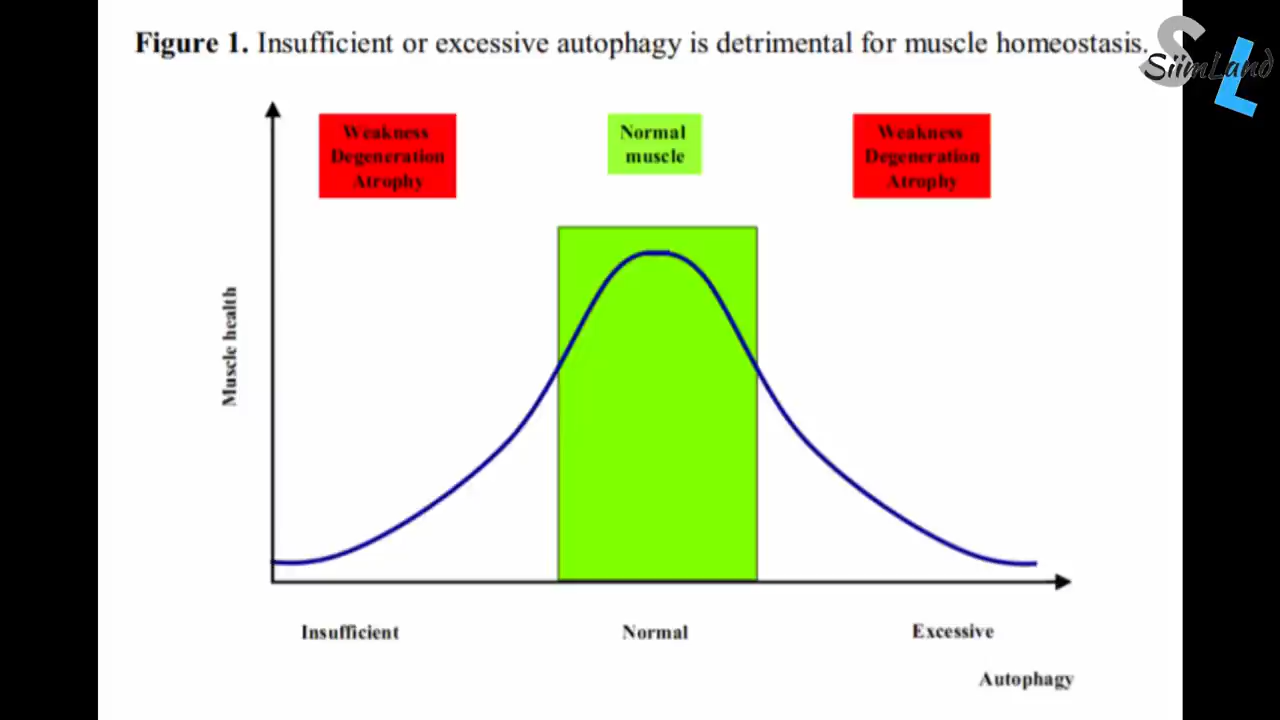 Figure 1. Insufficient or excessive autophagy is detrimental for muscle homeostasis.
SL
SiimLand
Weakness
Degeneration
Atrophy
Normal
muscle
Weakness
Degeneration
Atrophy
Muscle health
Insufficient
Normal
Excessive
Autophagy